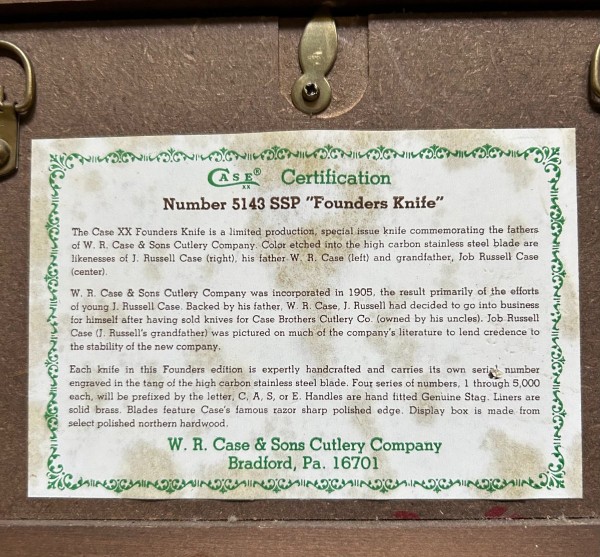 CASE® XX Certification
Number 5143 SSP "Founders Knife"
The Case XX Founders Knife is a limited production, special issue knife commemorating the fathers
of W. R. Case & Sons Cutlery Company. Color etched into the high carbon stainless steel blade are
likenesses of J. Russell Case (right), his father W. R. Case (left) and grandfather, Job Russell Case
(center).
W. R. Case & Sons Cutlery Company was incorporated in 1905, the result primarily of the efforts
of young J. Russell Case. Backed by his father, W. R. Case, J. Russell had decided to go into business
for himself after having sold knives for Case Brothers Cutlery Co. (owned by his uncles). Job Russell
Case (J. Russell's grandfather) was pictured on much of the company's literature to lend credence to
the stability of the new company.
Each knife in this Founders edition is expertly handcrafted and carries its own serial number
engraved in the tang of the high carbon stainless steel blade. Four series of numbers, 1 through 5,000
each, will be prefixed by the letter, C, A, S, or E. Handles are hand fitted Genuine Stag. Liners are
solid brass. Blades feature Case's famous razor sharp polished edge. Display box is made from
select polished northern hardwood.
W. R. Case & Sons Cutlery Company
Bradford, Pa. 16701